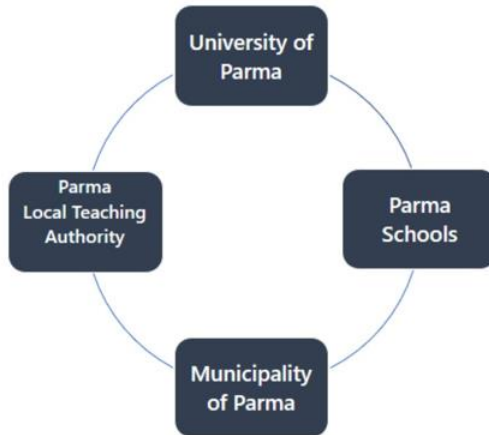 University of
Parma
Parma
Local Teaching
Authority
Parma
Schools
Municipality
of Parma